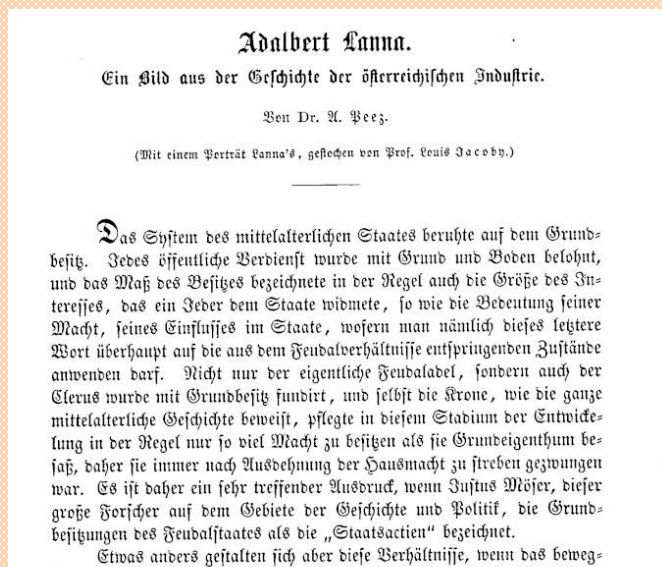 Adalbert Lanna.
Ein Bild aus der Geschichte der österreichischen Industrie.
Von Dr. A. Peez.
(Mit einem Porträt Lanna's, gestochen von Prof. Louis Jacoby.)
Das System des mittelalterlichen Staates beruhte auf dem Grund-
besitz. Jedes öffentliche Verdienst wurde mit Grund und Boden belohnt,
und das Maß des Besitzes bezeichnete in der Regel auch die Größe des In-
teresses, das ein Jeder dem Staate widmete, so wie die Bedeutung seiner
Macht, seines Einflusses im Staate, wofern man nämlich dieses letztere
Wort überhaupt auf die aus dem Feudalverhältnisse entspringenden Zustände
anwenden darf. Nicht nur der eigentliche Feudaladel, sondern auch der
Clerus wurde mit Grundbesitz fundirt, und selbst die Krone, wie die ganze
mittelalterliche Geschichte beweist, pflegte in diesem Stadium der Entwicke-
lung in der Regel nur so viel Macht zu besitzen als sie Grundeigenthum be-
saß, daher sie immer nach Ausdehnung der Hausmacht zu streben gezwungen
war. Es ist daher ein sehr treffender Ausdruck, wenn Justus Möser, dieser
große Forscher auf dem Gebiete der Geschichte und Politik, die Grund-
besitzungen des Feudalstaates als die „Staatsactien“ bezeichnet.
Etwas anders gestalten sich aber diese Verhältnisse, wenn das beweg-